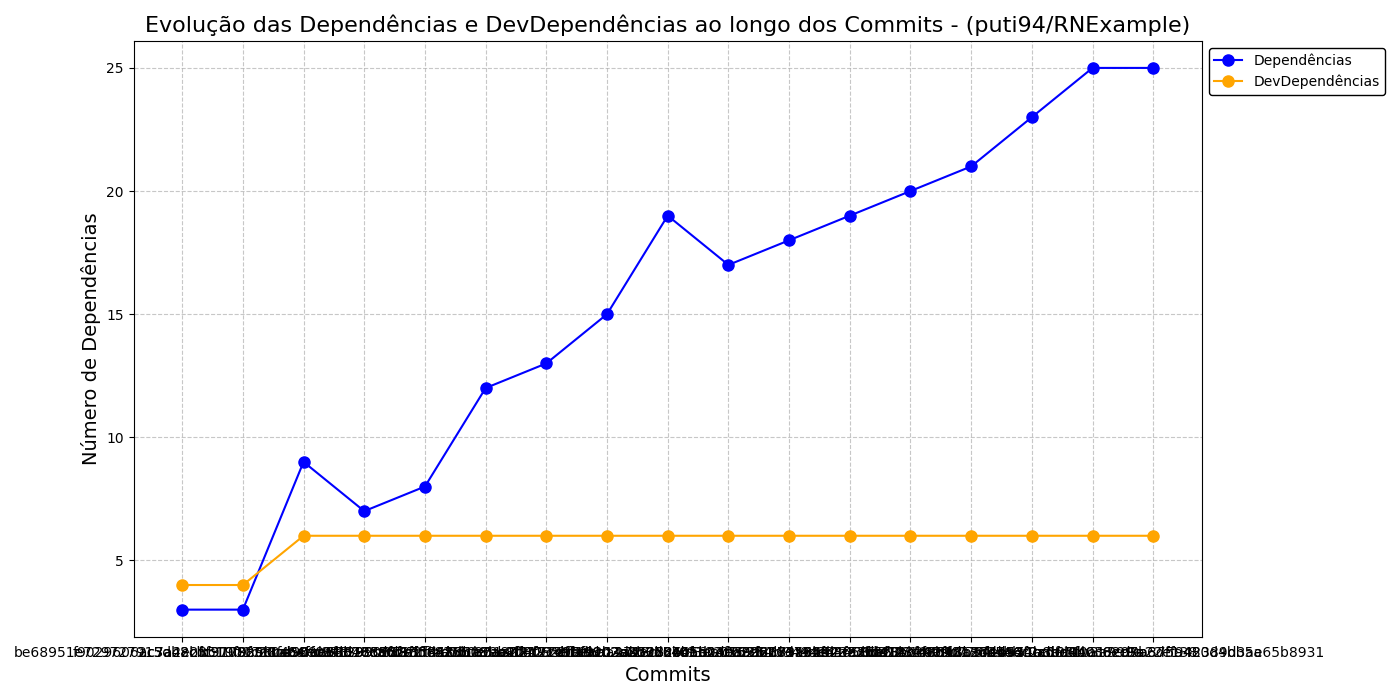 Evolução das Dependências e DevDependências ao longo dos Commits - (puti94/RNExample)
Dependências
DevDependências
Número de Dependências
25
20
15
10
5
Commits